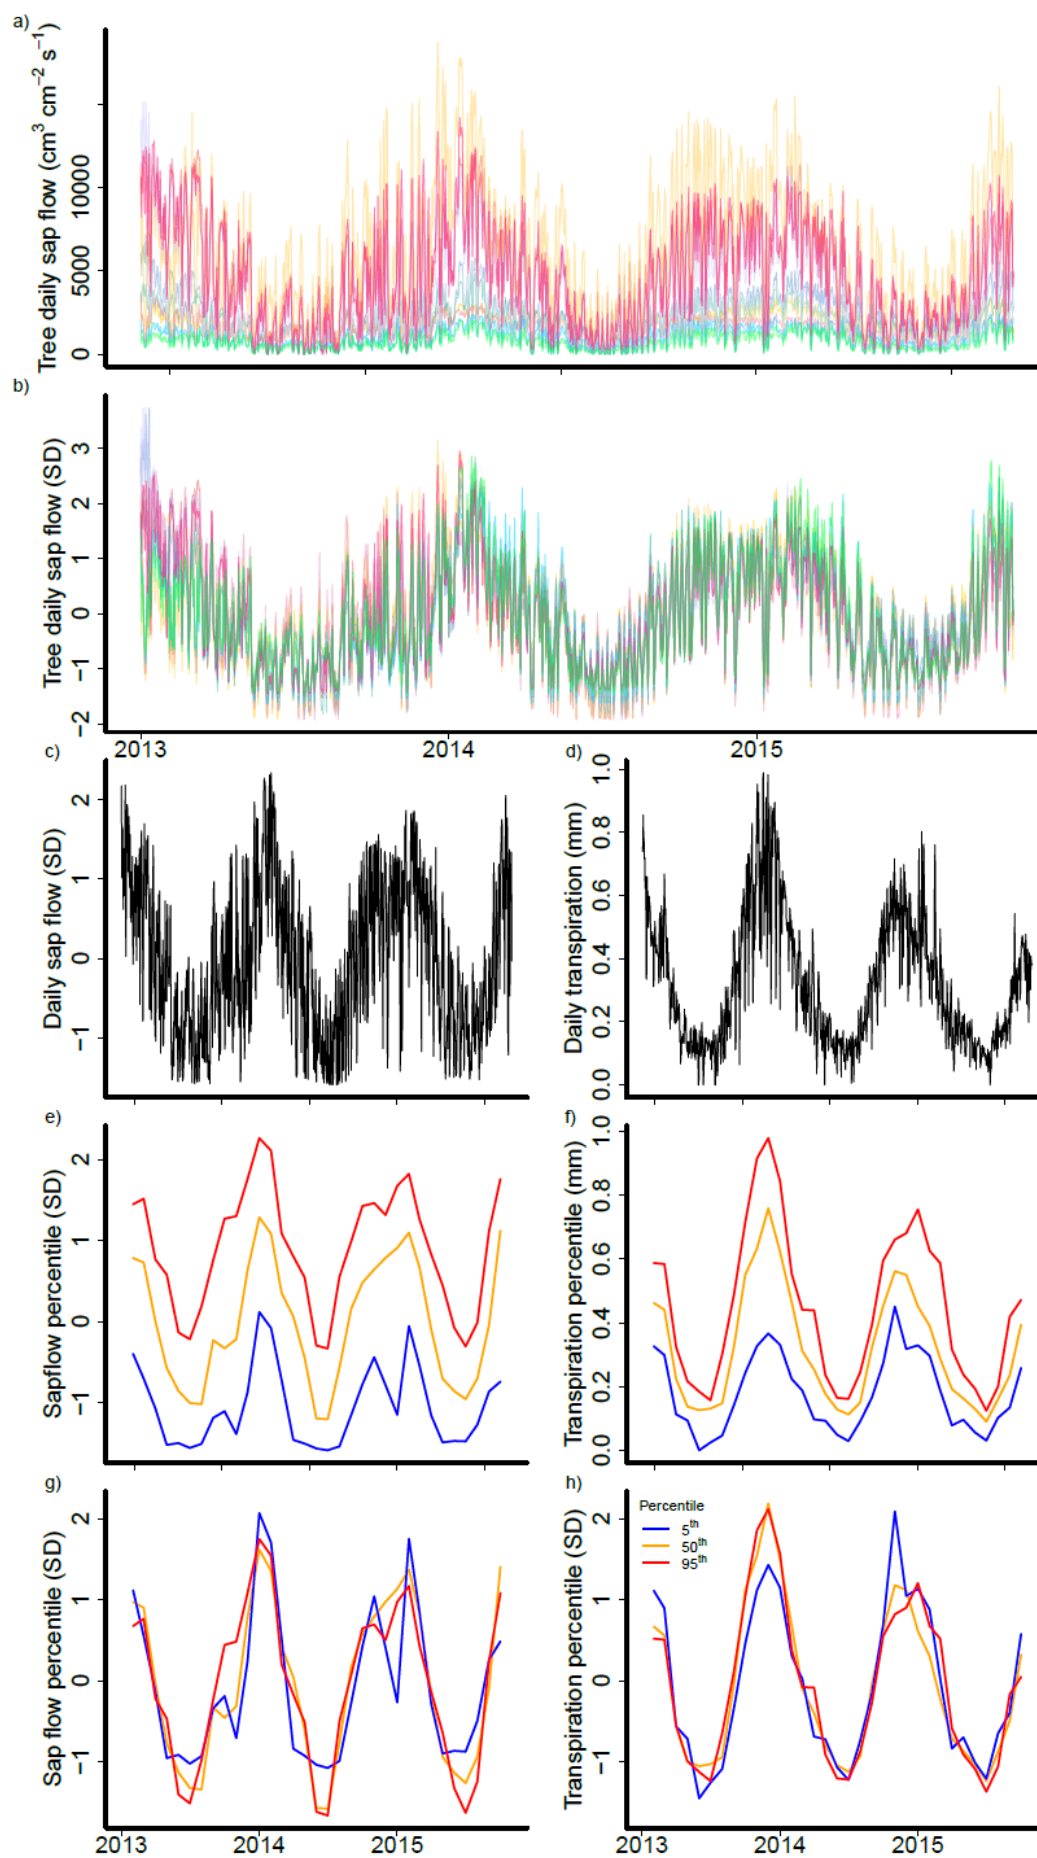 a)
Tree daily sap flow (cm³ cm⁻² s⁻¹)
0 5000 10000
b)
Tree daily sap flow (SD)
−2 −1 0 1 2 3
2013 2014 2015
c)
Daily sap flow (SD)
−1 0 1 2
d)
Daily transpiration (mm)
0.0 0.2 0.4 0.6 0.8 1.0
e)
Sapflow percentile (SD)
−1 0 1 2
f)
Transpiration percentile (mm)
0.0 0.2 0.4 0.6 0.8 1.0
g)
Sap flow percentile (SD)
−1 0 1 2
2013 2014 2015
h)
Transpiration percentile (SD)
−1 0 1 2
Percentile
5th
50th
95th
2013 2014 2015